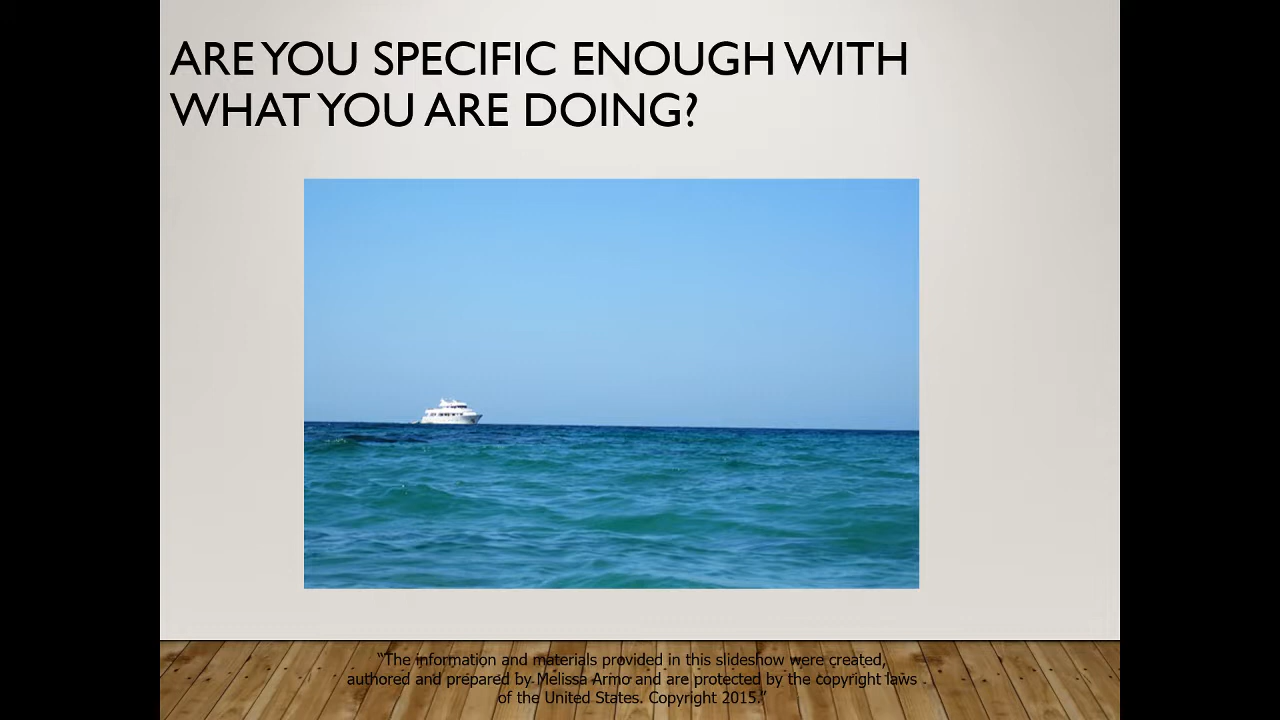 ARE YOU SPECIFIC ENOUGH WITH
WHAT YOU ARE DOING?
“The information and materials provided in this slideshow were created,
authored and prepared by Melissa Armo and are protected by the copyright laws
of the United States. Copyright 2015.”